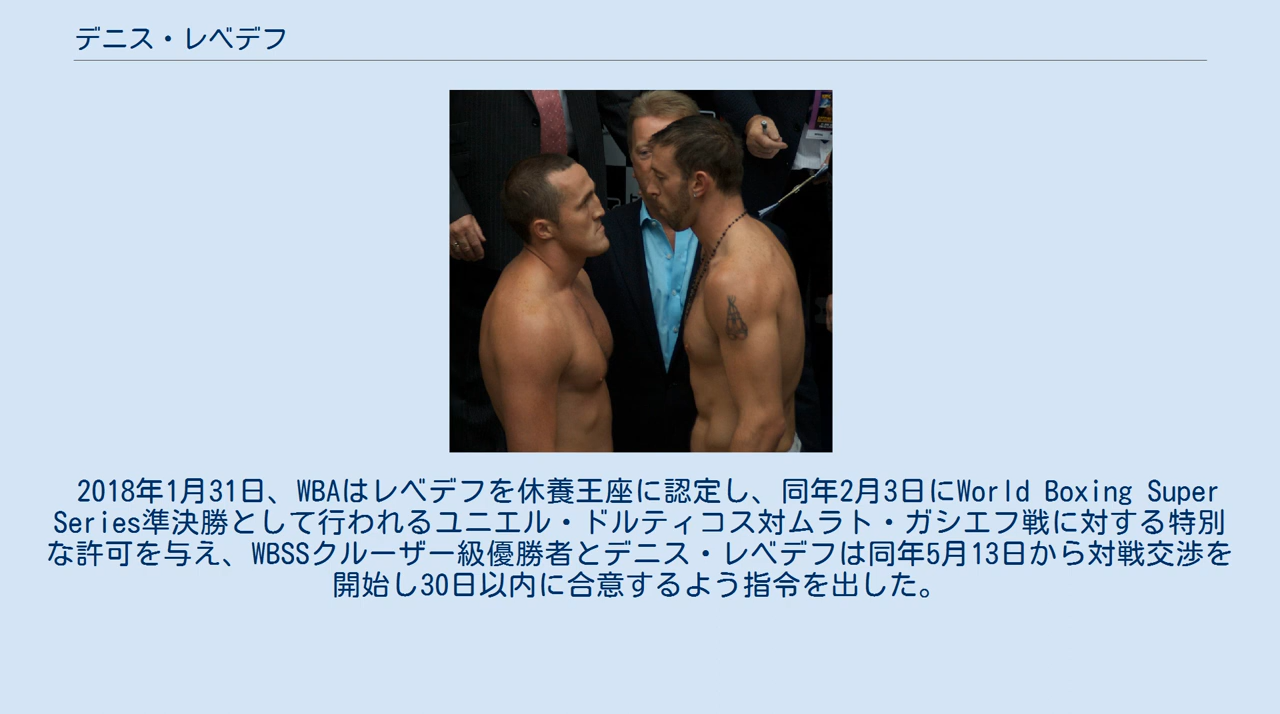 デニス・レベデフ
2018年1月31日、WBAはレベデフを休養王座に認定し、同年2月3日にWorld Boxing Super
Series準決勝として行われるユニエル・ドルティコス対ムラト・ガシエフ戦に対する特別
な許可を与え、WBSSクルーザー級優勝者とデニス・レベデフは同年5月13日から対戦交渉を
開始し30日以内に合意するよう指令を出した。